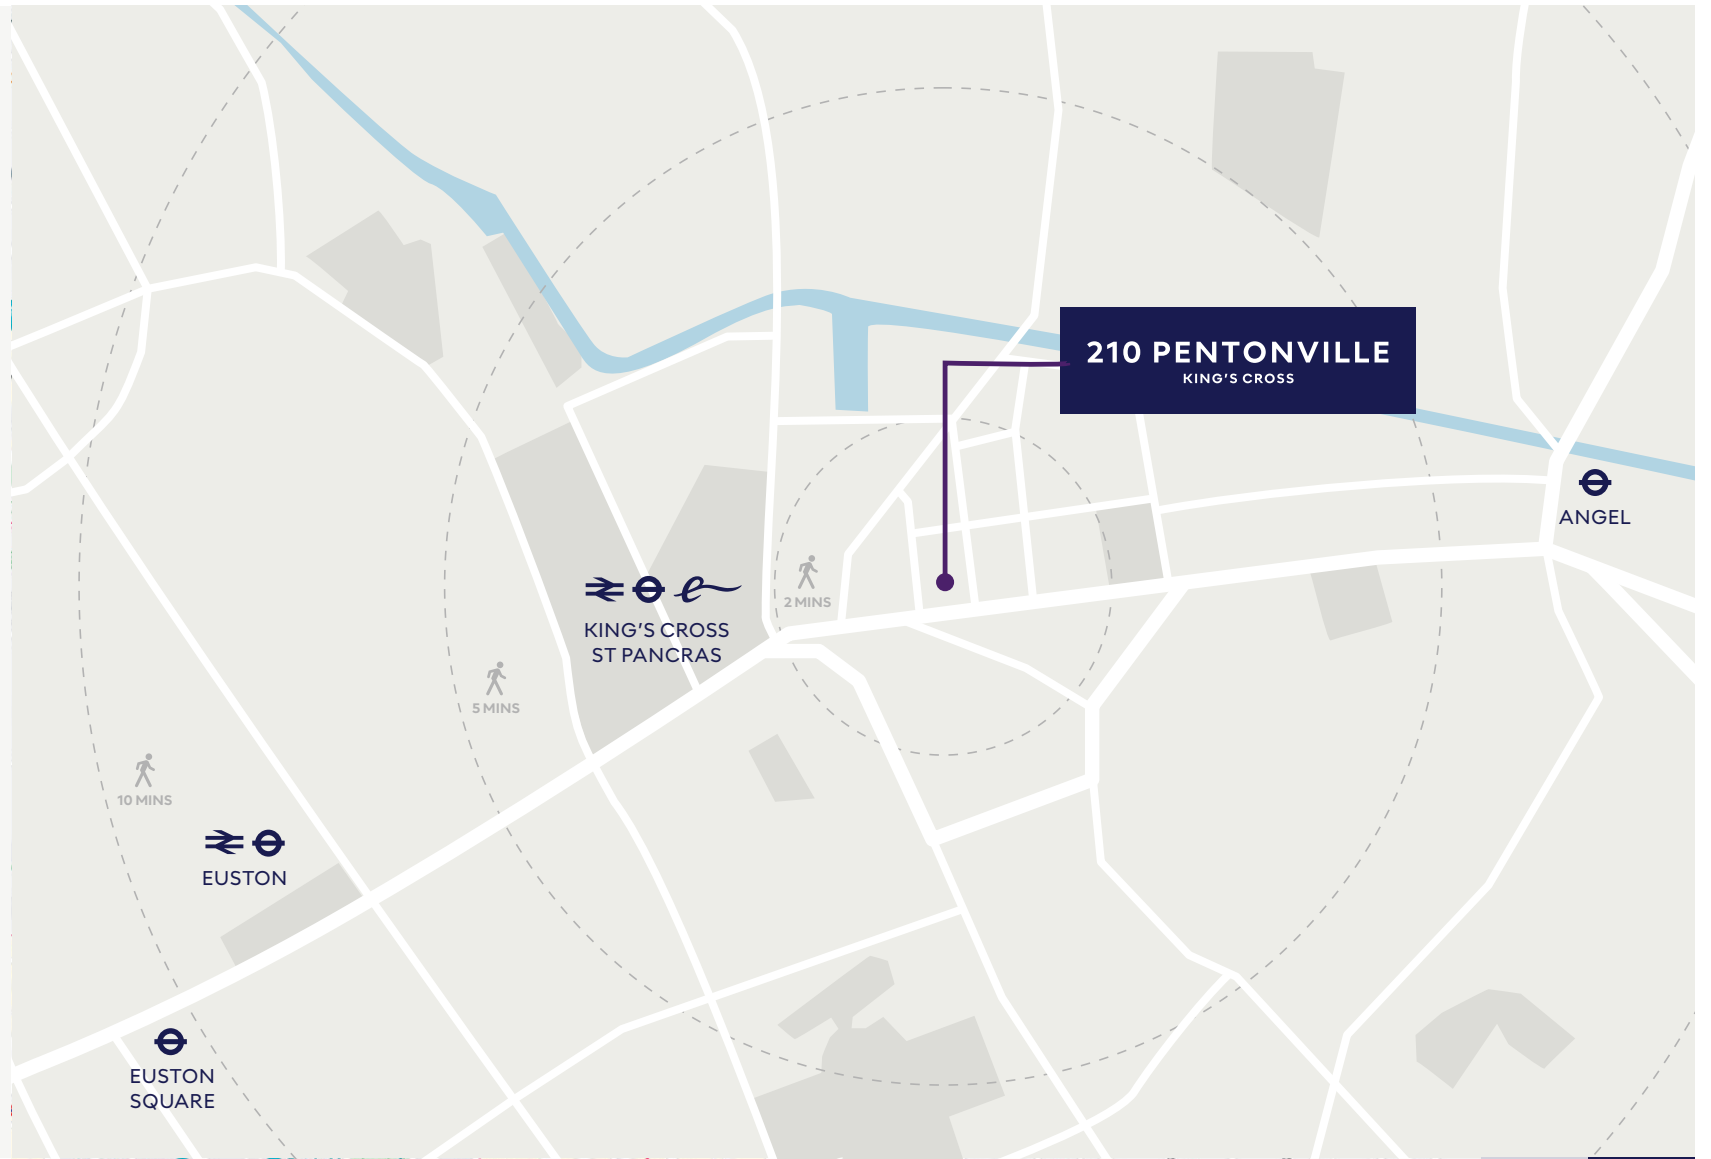 210 PENTONVILLE
KING'S CROSS
ANGEL
2 MINS
KING'S CROSS
ST PANCRAS
5 MINS
10 MINS
EUSTON
EUSTON
SQUARE